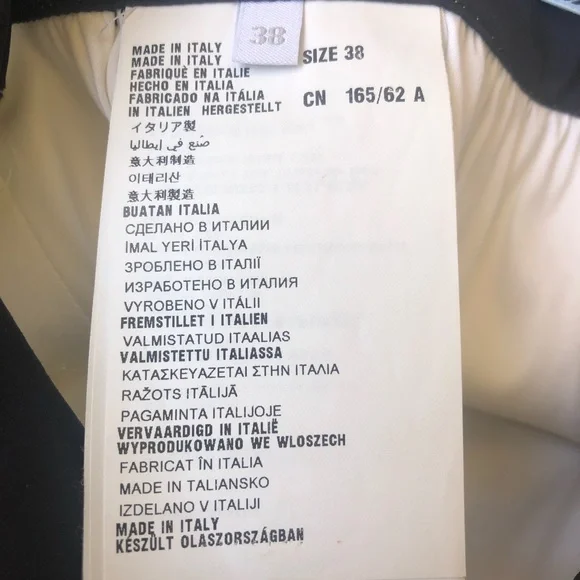 38
MADE IN ITALY
MADE IN ITALY
FABRIQUÈ EN ITALIE
HECHO EN ITALIA
FABRICADO NA ITÁLIA
IN ITALIEN HERGESTELLT
SIZE 38
CN 165/62 A
イタリア製
صُنع في إيطاليا
意大利制造
이테리산
意大利製造
BUATAN ITALIA
СДЕЛАНО В ИТАЛИИ
İMAL YERİ İTALYA
ЗРОБЛЕНО В ІТАЛІЇ
ИЗРАБОТЕНО В ИТАЛИЯ
VYROBENO V ITÁLII
FREMSTILLET I ITALIEN
VALMISTATUD ITAALIAS
VALMISTETTU ITALIASSA
ΚΑΤΑΣΚΕΥΑΖΕΤΑΙ ΣΤΗΝ ΙΤΑΛΙΑ
RAŽOTS ITĀLIJĀ
PAGAMINTA ITALIJOJE
VERVAARDIGD IN ITALIË
WYPRODUKOWANO WE WLOSZECH
FABRICAT ÎN ITALIA
MADE IN TALIANSKO
IZDELANO V ITALIJI
MADE IN ITALY
KÉSZÜLT OLASZORSZÁGBAN